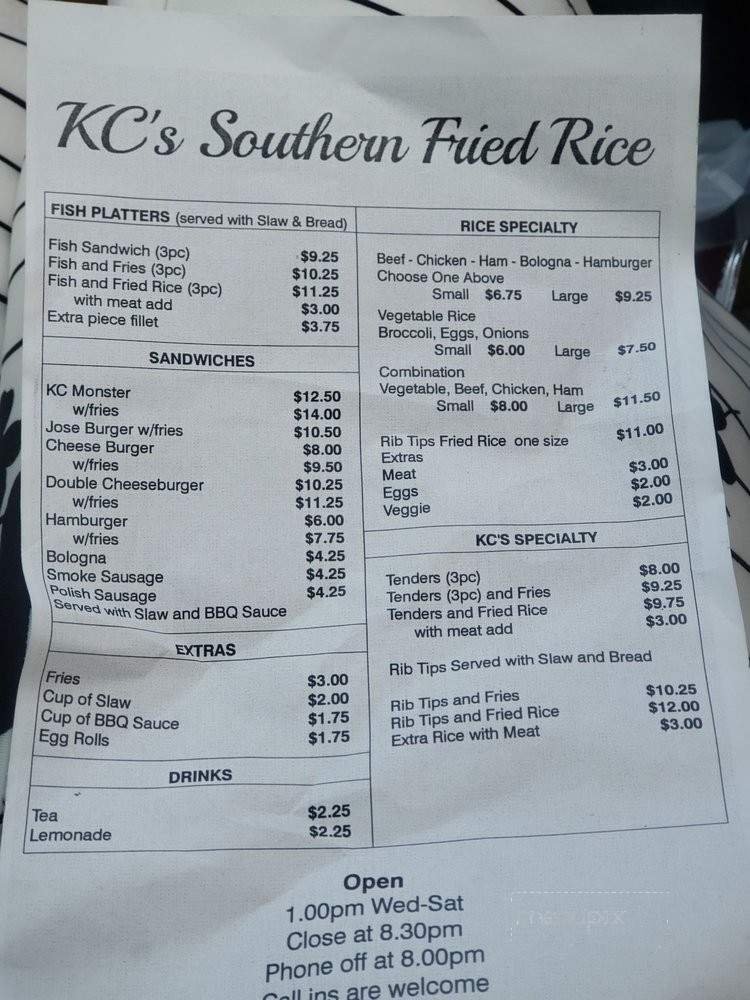 KC's Southern Fried Rice
FISH PLATTERS (served with Slaw & Bread)
Fish Sandwich (3pc) $9.25
Fish and Fries (3pc) $10.25
Fish and Fried Rice (3pc) $11.25
with meat add $3.00
Extra piece fillet $3.75
SANDWICHES
KC Monster $12.50
w/fries $14.00
Jose Burger w/fries $10.50
Cheese Burger $8.00
w/fries $9.50
Double Cheeseburger $10.25
w/fries $11.25
Hamburger $6.00
w/fries $7.75
Bologna $4.25
Smoke Sausage $4.25
Polish Sausage $4.25
Served with Slaw and BBQ Sauce
EXTRAS
Fries $3.00
Cup of Slaw $2.00
Cup of BBQ Sauce $1.75
Egg Rolls $1.75
DRINKS
Tea $2.25
Lemonade $2.25
RICE SPECIALTY
Beef - Chicken - Ham - Bologna - Hamburger
Choose One Above
Small $6.75 Large $9.25
Vegetable Rice
Broccoli, Eggs, Onions
Small $6.00 Large $7.50
Combination
Vegetable, Beef, Chicken, Ham
Small $8.00 Large $11.50
Rib Tips Fried Rice one size $11.00
Extras
Meat $3.00
Eggs $2.00
Veggie $2.00
KC'S SPECIALTY
Tenders (3pc) $8.00
Tenders (3pc) and Fries $9.25
Tenders and Fried Rice $9.75
with meat add $3.00
Rib Tips Served with Slaw and Bread
Rib Tips and Fries $10.25
Rib Tips and Fried Rice $12.00
Extra Rice with Meat $3.00
Open
1.00pm Wed-Sat
Close at 8.30pm
Phone off at 8.00pm
Call ins are welcome
menupix